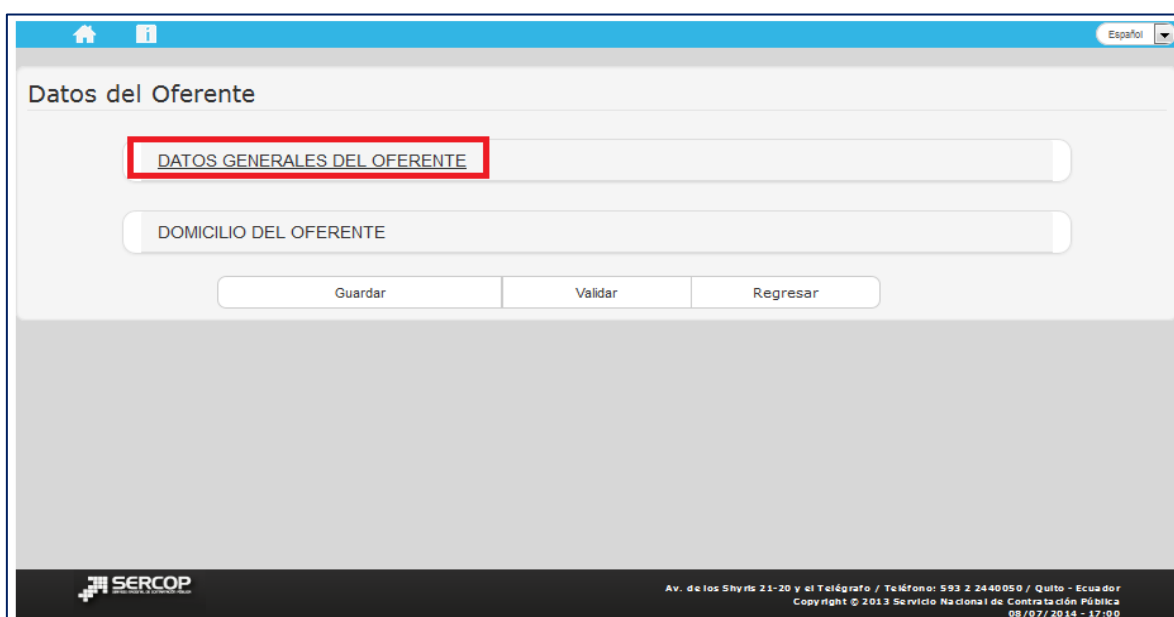 Español
Datos del Oferente
DATOS GENERALES DEL OFERENTE
DOMICILIO DEL OFERENTE
Guardar Validar Regresar
SERCOP
Av. de los Shyris 21-20 y el Telégrafo / Teléfono: 593 2 2440050 / Quito - Ecuador
Copyright © 2013 Servicio Nacional de Contratación Pública
08/07/2014 - 17:00